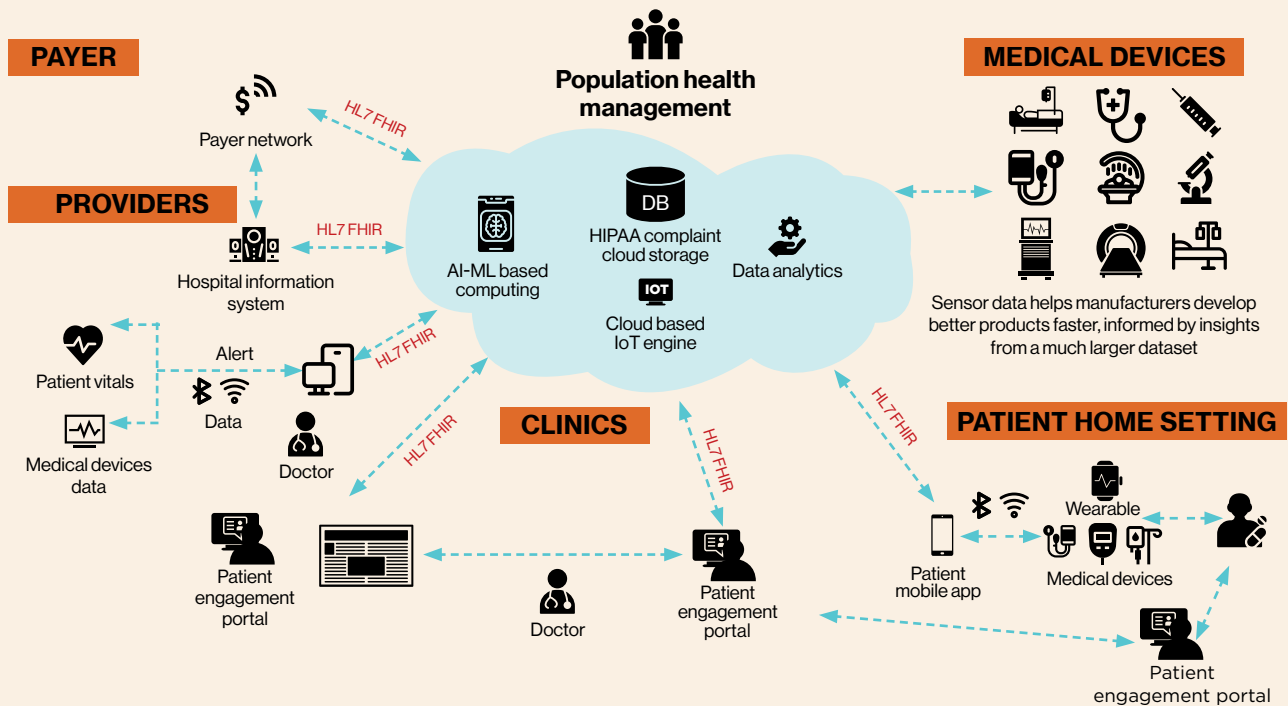 PAYER
Population health
management
MEDICAL DEVICES
$
Payer network
HL7 FHIR
PROVIDERS
HL7 FHIR
Hospital information
system
AI-ML based
computing
DB
HIPAA complaint
cloud storage
Data analytics
IOT
Cloud based
IoT engine
Sensor data helps manufacturers develop
better products faster, informed by insights
from a much larger dataset
Patient vitals
Alert
Data
HL7 FHIR
Medical devices
data
Doctor
HL7 FHIR
CLINICS
HL7 FHIR
HL7 FHIR
PATIENT HOME SETTING
Wearable
Patient
mobile app
Medical devices
Patient
engagement
portal
Doctor
Patient
engagement
portal
Patient
engagement portal